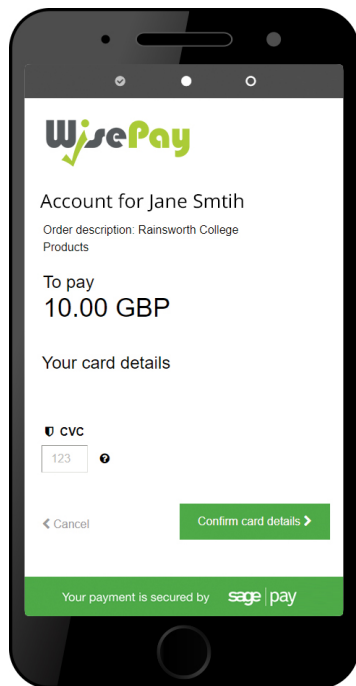 WisePay
Account for Jane Smtih
Order description: Rainsworth College
Products
To pay
10.00 GBP
Your card details
CVC
123
Cancel
Confirm card details
Your payment is secured by sage pay